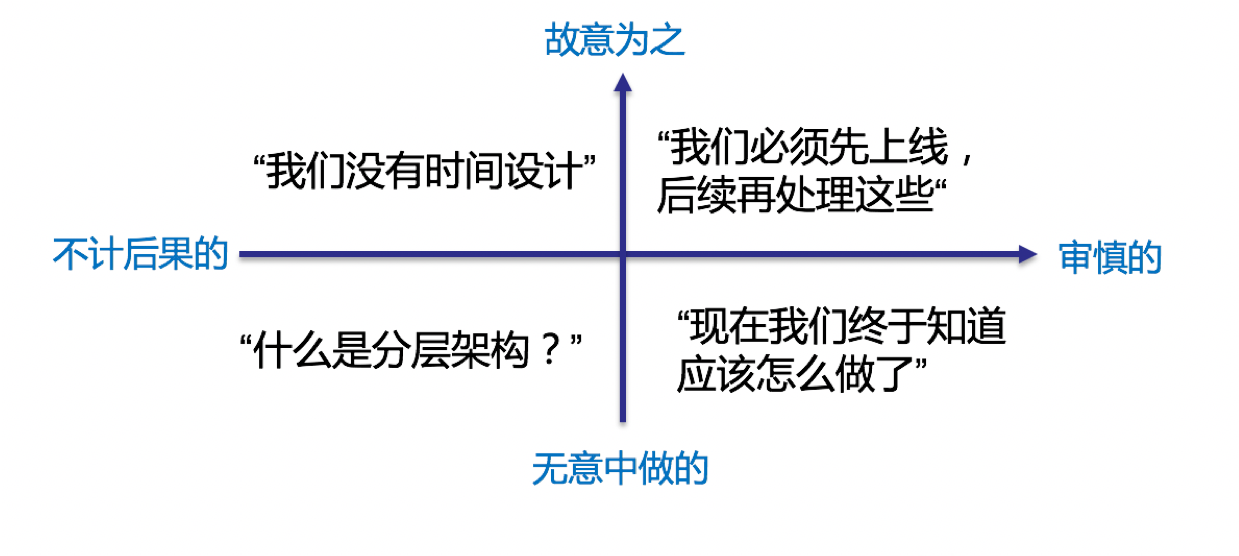 故意为之
“我们没有时间设计”
“我们必须先上线，
后续再处理这些“
不计后果的
审慎的
“什么是分层架构？”
“现在我们终于知道
应该怎么做了”
无意中做的